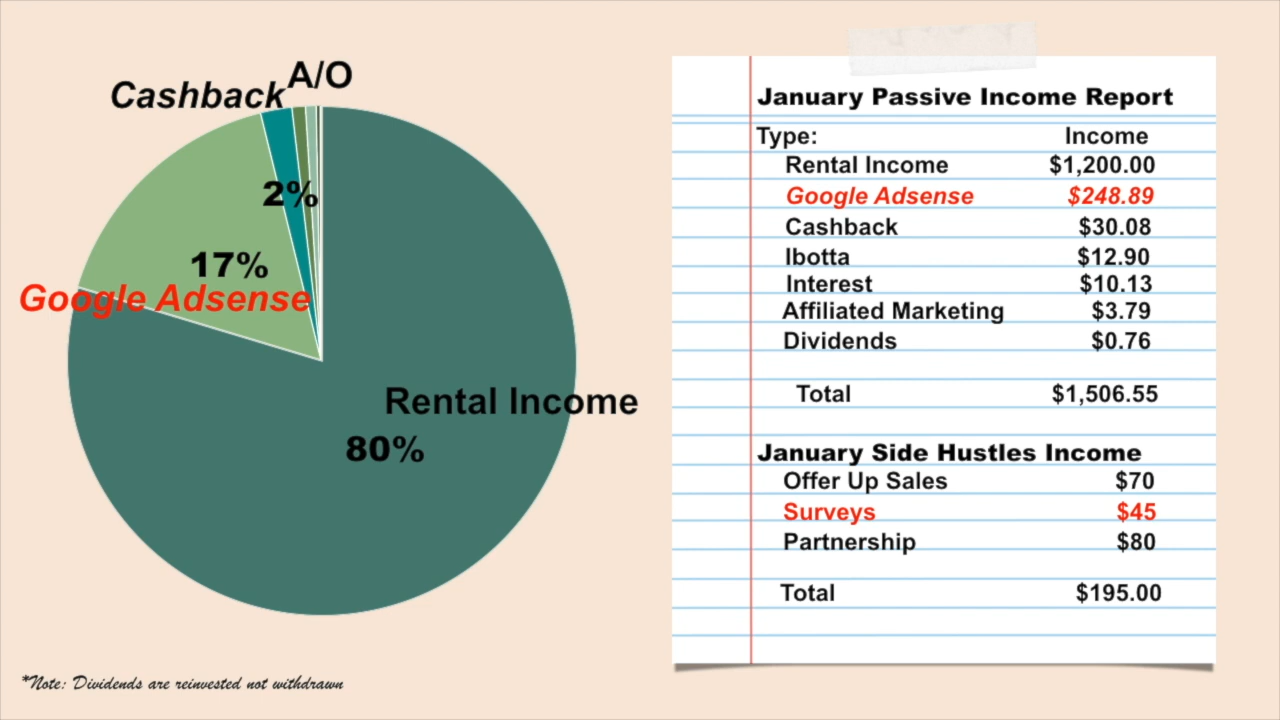 A/O
Cashback
2%
17%
Google Adsense
Rental Income
80%
*Note: Dividends are reinvested not withdrawn
January Passive Income Report
Type: Income
Rental Income $1,200.00
Google Adsense $248.89
Cashback $30.08
Ibotta $12.90
Interest $10.13
Affiliated Marketing $3.79
Dividends $0.76
Total $1,506.55
January Side Hustles Income
Offer Up Sales $70
Surveys $45
Partnership $80
Total $195.00